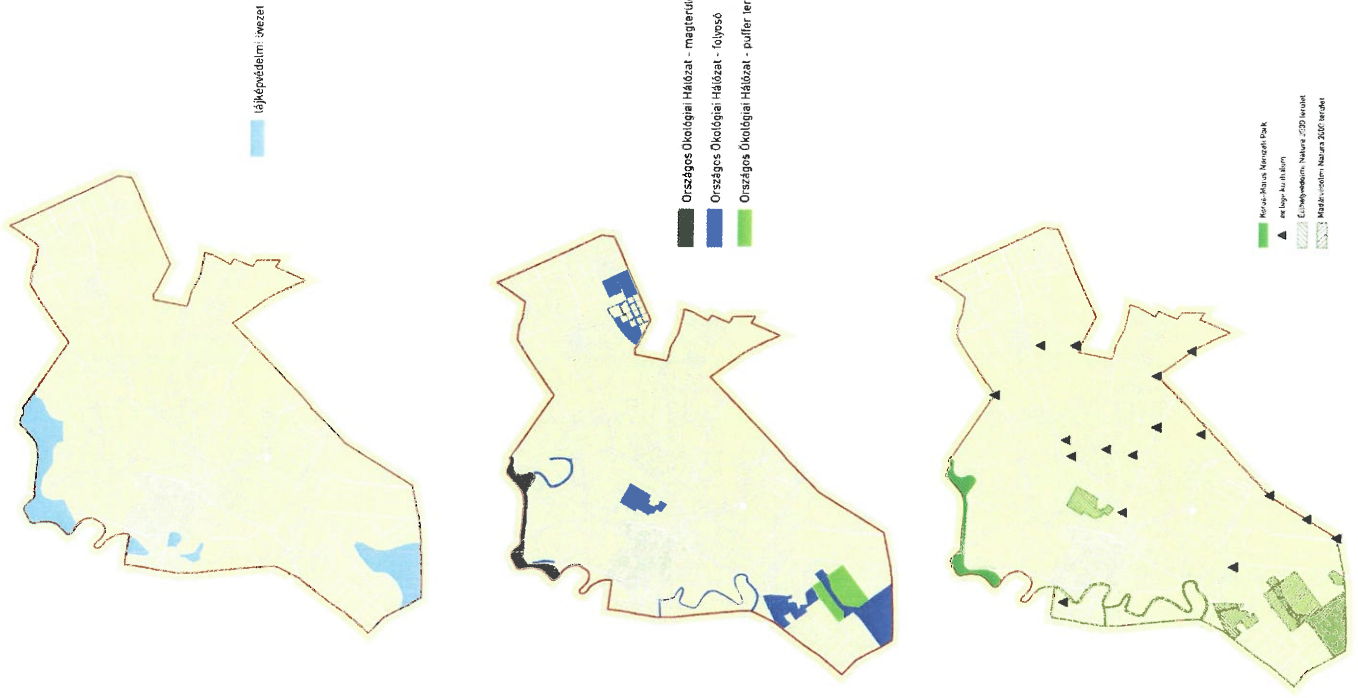 tájképvédelmi övezet
Országos Ökológiai Hálózat - magterül
Országos Ökológiai Hálózat - folyosó
Országos Ökológiai Hálózat - puffer ter
Körös-Maros Nemzeti Park
Natura 2000 terület
Madárvédelmi Natura 2000 terület